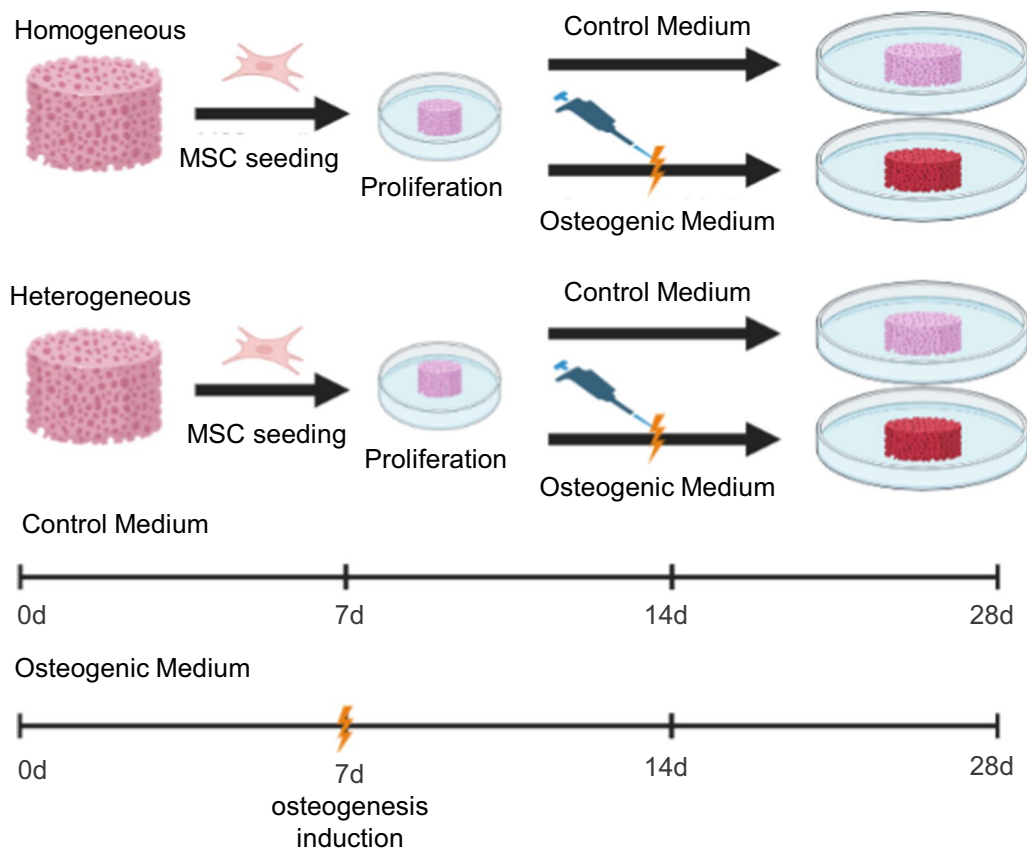 Homogeneous
Control Medium
MSC seeding
Proliferation
Osteogenic Medium
Heterogeneous
Control Medium
MSC seeding
Proliferation
Osteogenic Medium
Control Medium
0d 7d 14d 28d
Osteogenic Medium
0d 7d 14d 28d
osteogenesis
induction